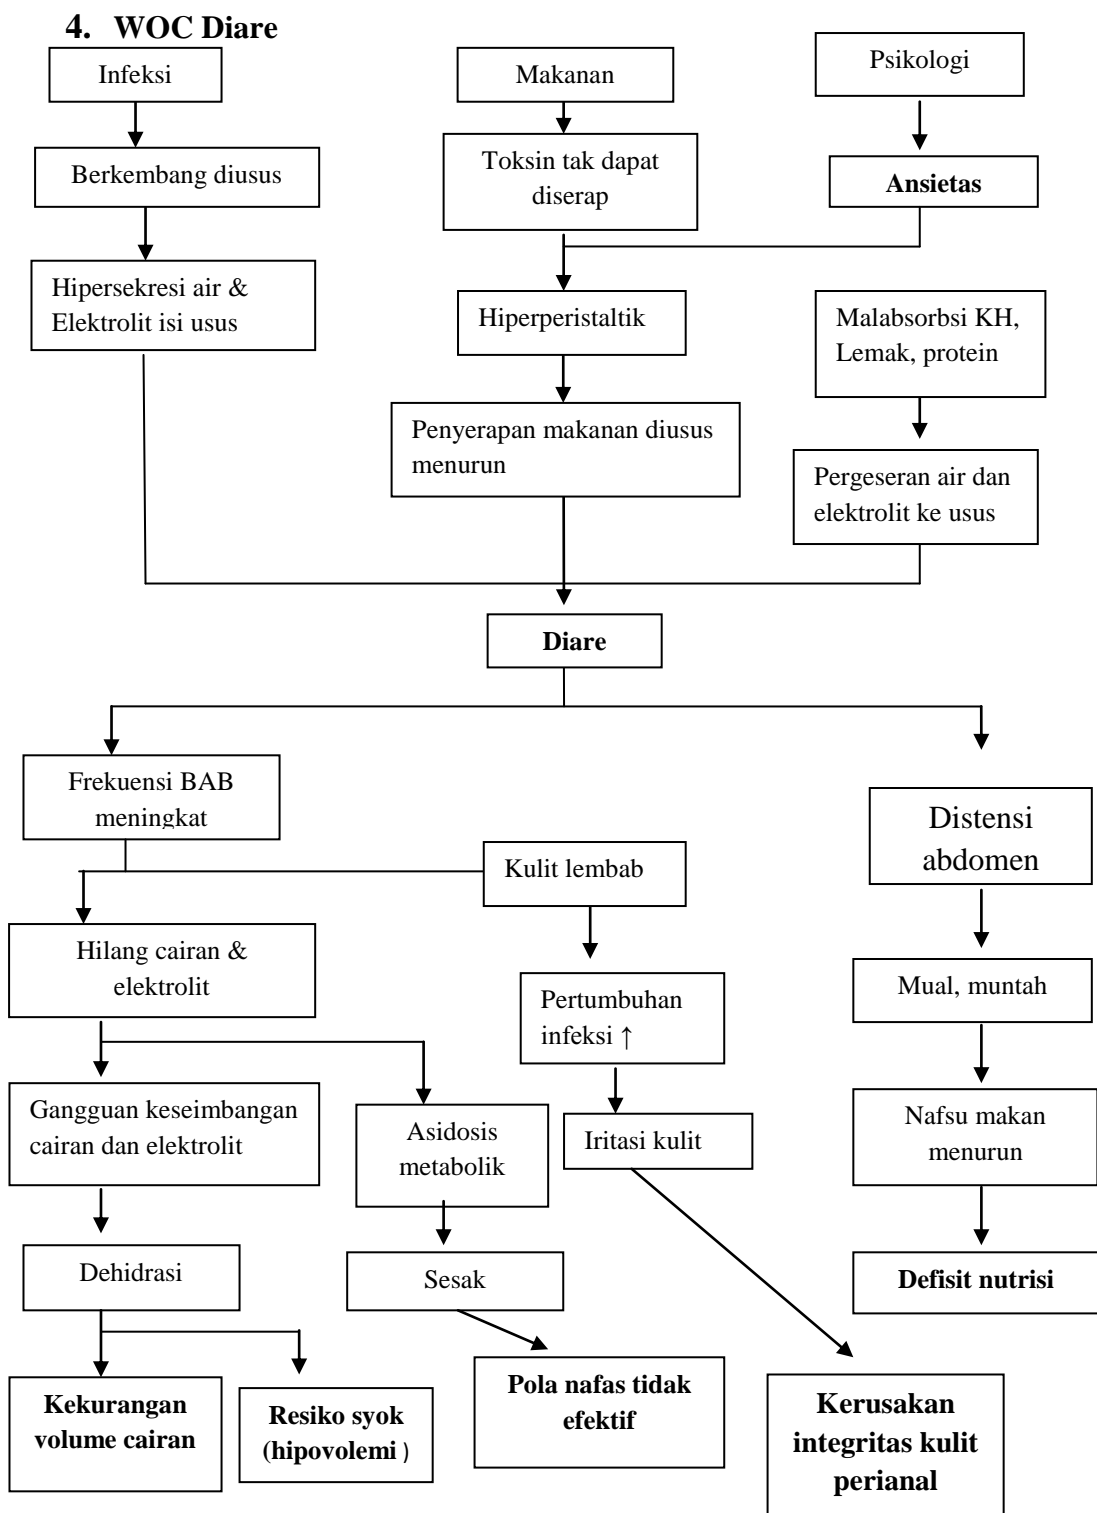 4. WOC Diare
Infeksi
Makanan
Psikologi
Berkembang diusus
Toksin tak dapat
diserap
Ansietas
Hipersekresi air &
Elektrolit isi usus
Hiperperistaltik
Malabsorbsi KH,
Lemak, protein
Penyerapan makanan diusus
menurun
Pergeseran air dan
elektrolit ke usus
Diare
Frekuensi BAB
meningkat
Kulit lembab
Distensi
abdomen
Hilang cairan &
elektrolit
Pertumbuhan
infeksi ↑
Mual, muntah
Gangguan keseimbangan
cairan dan elektrolit
Asidosis
metabolik
Iritasi kulit
Nafsu makan
menurun
Dehidrasi
Sesak
Defisit nutrisi
Kekurangan
volume cairan
Resiko syok
(hipovolemi )
Pola nafas tidak
efektif
Kerusakan
integritas kulit
perianal